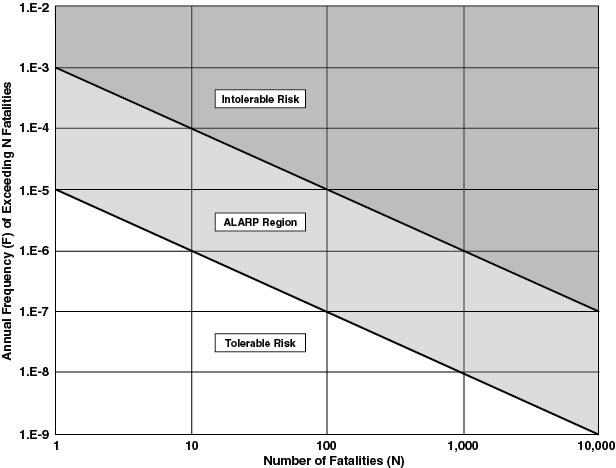 1.E-2
1.E-3
1.E-4
1.E-5
1.E-6
1.E-7
1.E-8
1.E-9
Annual Frequency (F) of Exceeding N Fatalities
Intolerable Risk
ALARP Region
Tolerable Risk
1 10 100 1,000 10,000
Number of Fatalities (N)